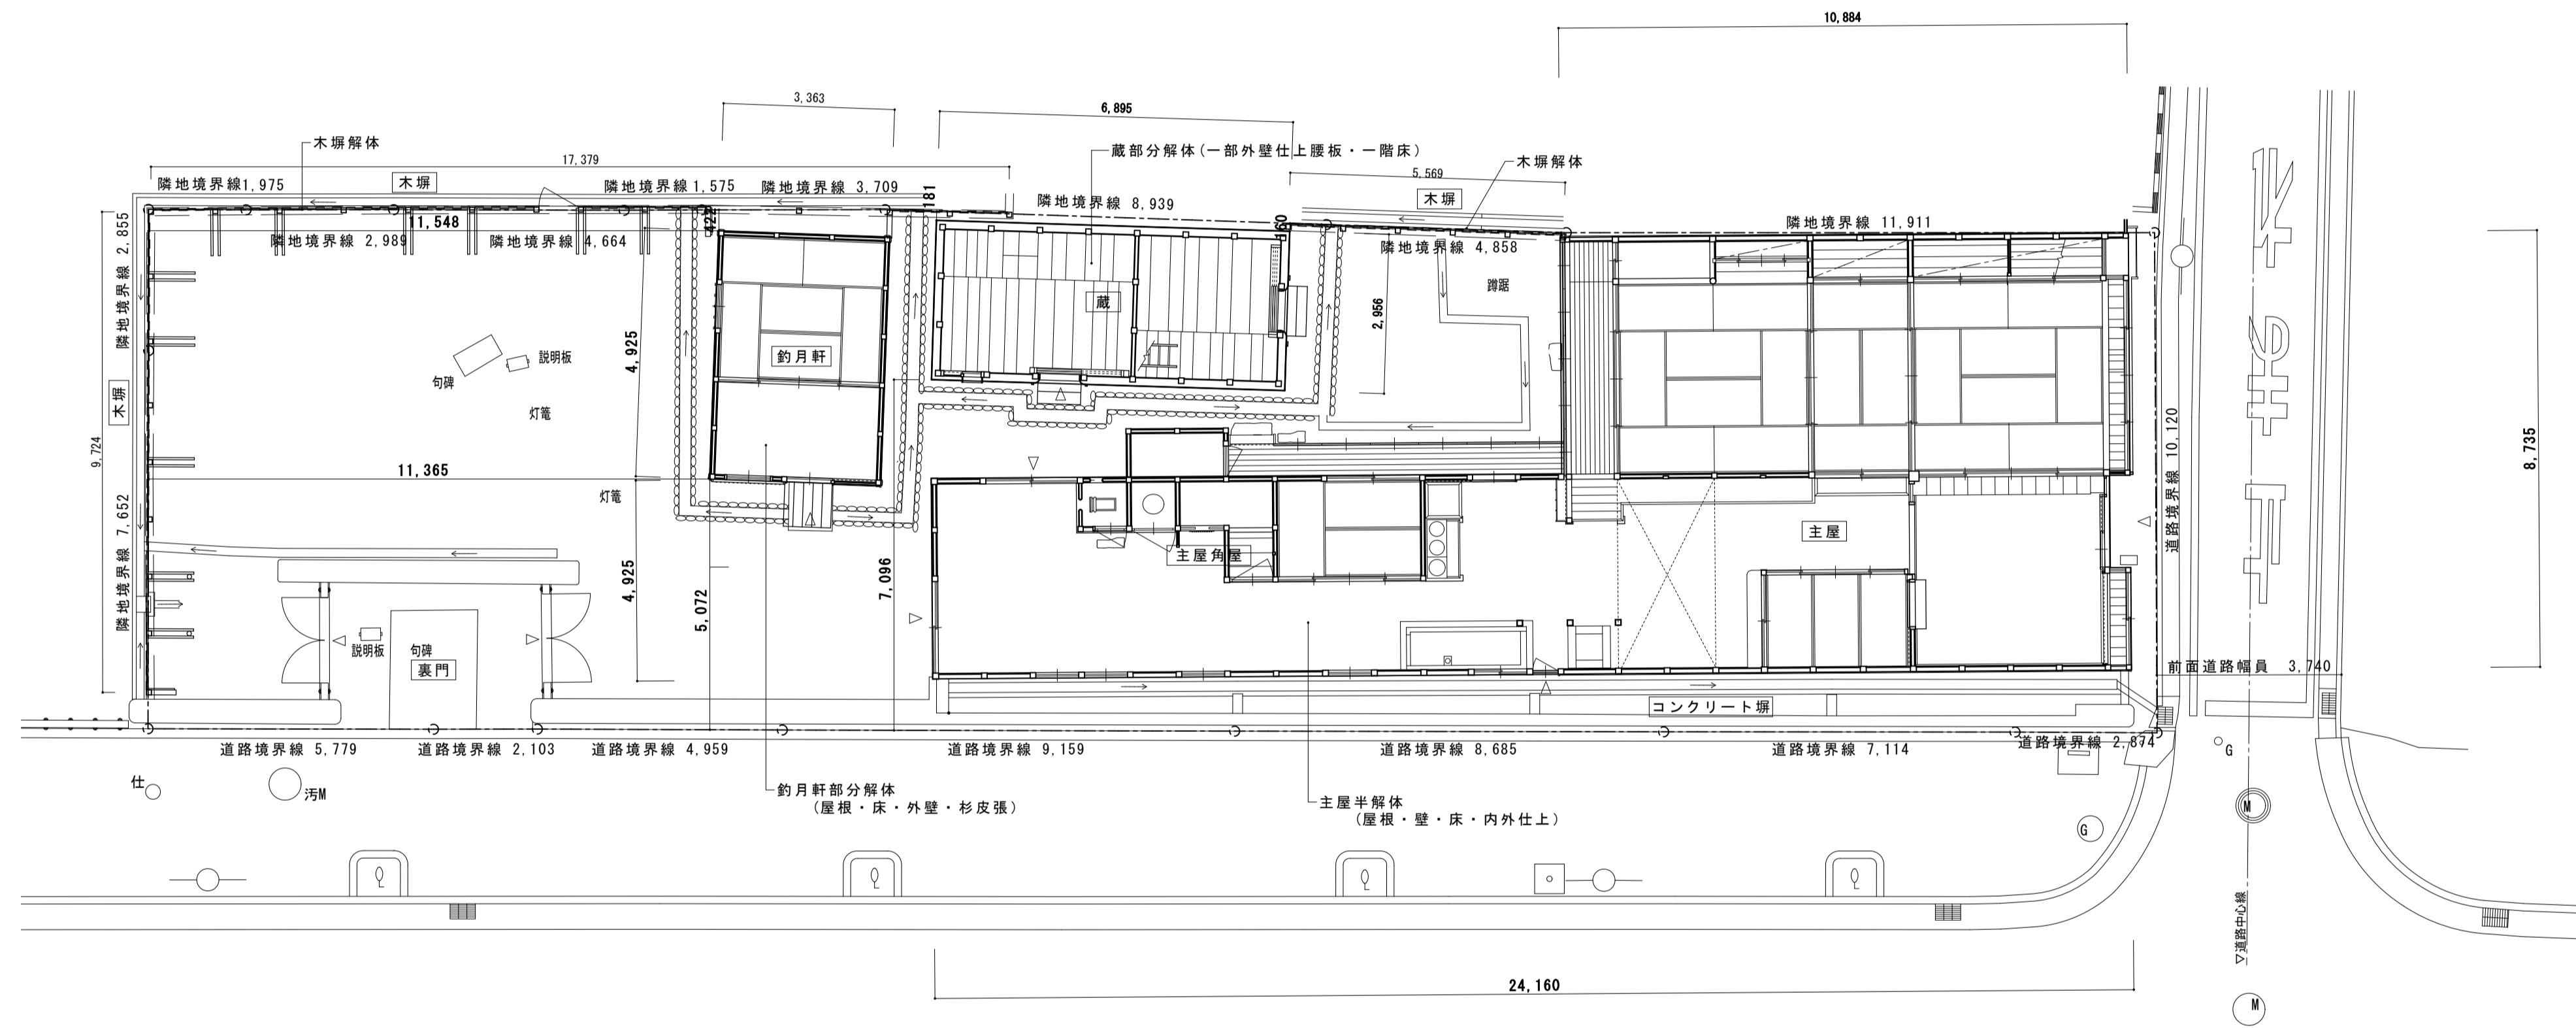 10,884
3,363
6,895
木塀解体
蔵部分解体(一部外壁仕上腰板・一階床)
木塀解体
17,379
5,569
隣地境界線1,975
木塀
隣地境界線 1,575
隣地境界線 3,709
181
隣地境界線 8,939
木塀
隣地境界線 11,911
11,548
422
160
隣地境界線 2,989
隣地境界線 4,664
隣地境界線 4,858
隣地境界線 2,855
蹲踞
蔵
2,956
4,925
釣月軒
説明板
句碑
灯篭
木塀
9,724
11,365
灯篭
8,735
道路境界線 10,120
隣地境界線 7,652
主屋
主屋角屋
4,925
5,072
7,096
説明板
句碑
裏門
前面道路幅員 3,740
コンクリート塀
道路境界線 5,779
道路境界線 2,103
道路境界線 4,959
道路境界線 9,159
道路境界線 8,685
道路境界線 7,114
道路境界線 2,874
G
仕
汚M
釣月軒部分解体
(屋根・床・外壁・杉皮張)
主屋半解体
(屋根・壁・床・内外仕上)
M
G
▽道路中心線
24,160
M